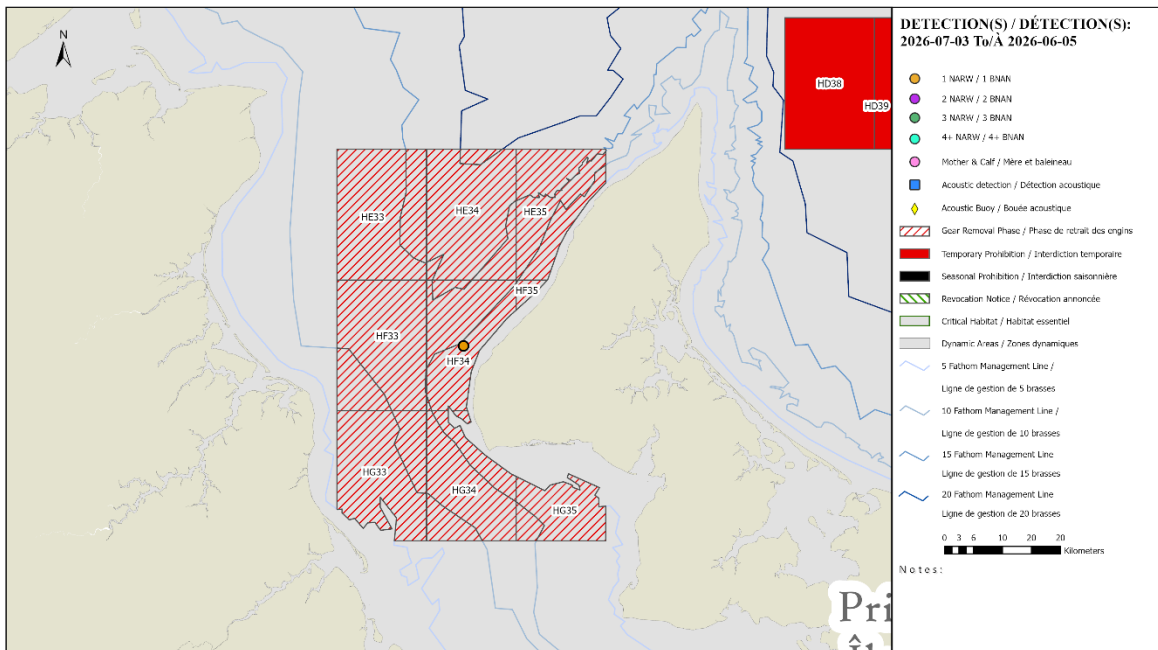 N
HD38
HD39
HE33
HE34
HE35
HF33
HF34
HF35
HG33
HG34
HG35
Pri
Îl
DETECTION(S) / DÉTECTION(S):
2026-07-03 To/À 2026-06-05
1 NARW / 1 BNAN
2 NARW / 2 BNAN
3 NARW / 3 BNAN
4+ NARW / 4+ BNAN
Mother & Calf / Mère et baleineau
Acoustic detection / Détection acoustique
Acoustic Buoy / Bouée acoustique
Gear Removal Phase / Phase de retrait des engins
Temporary Prohibition / Interdiction temporaire
Seasonal Prohibition / Interdiction saisonnière
Revocation Notice / Révocation annoncée
Critical Habitat / Habitat essentiel
Dynamic Areas / Zones dynamiques
5 Fathom Management Line /
Ligne de gestion de 5 brasses
10 Fathom Management Line /
Ligne de gestion de 10 brasses
15 Fathom Management Line
Ligne de gestion de 15 brasses
20 Fathom Management Line
Ligne de gestion de 20 brasses
0 3 6 10 20 20
Kilometers
Notes: